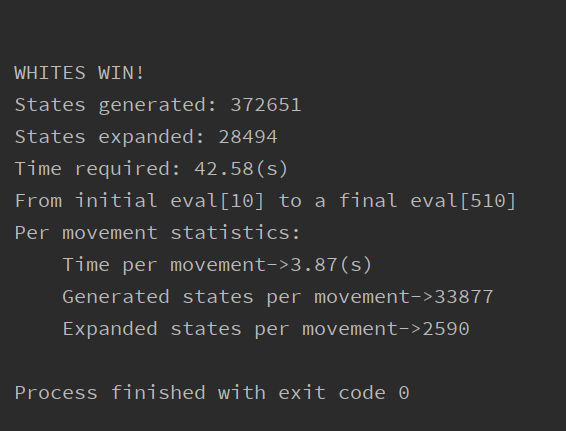 WHITES WIN!
States generated: 372651
States expanded: 28494
Time required: 42.58(s)
From initial eval[10] to a final eval[510]
Per movement statistics:
Time per movement->3.87(s)
Generated states per movement->33877
Expanded states per movement->2590
Process finished with exit code 0